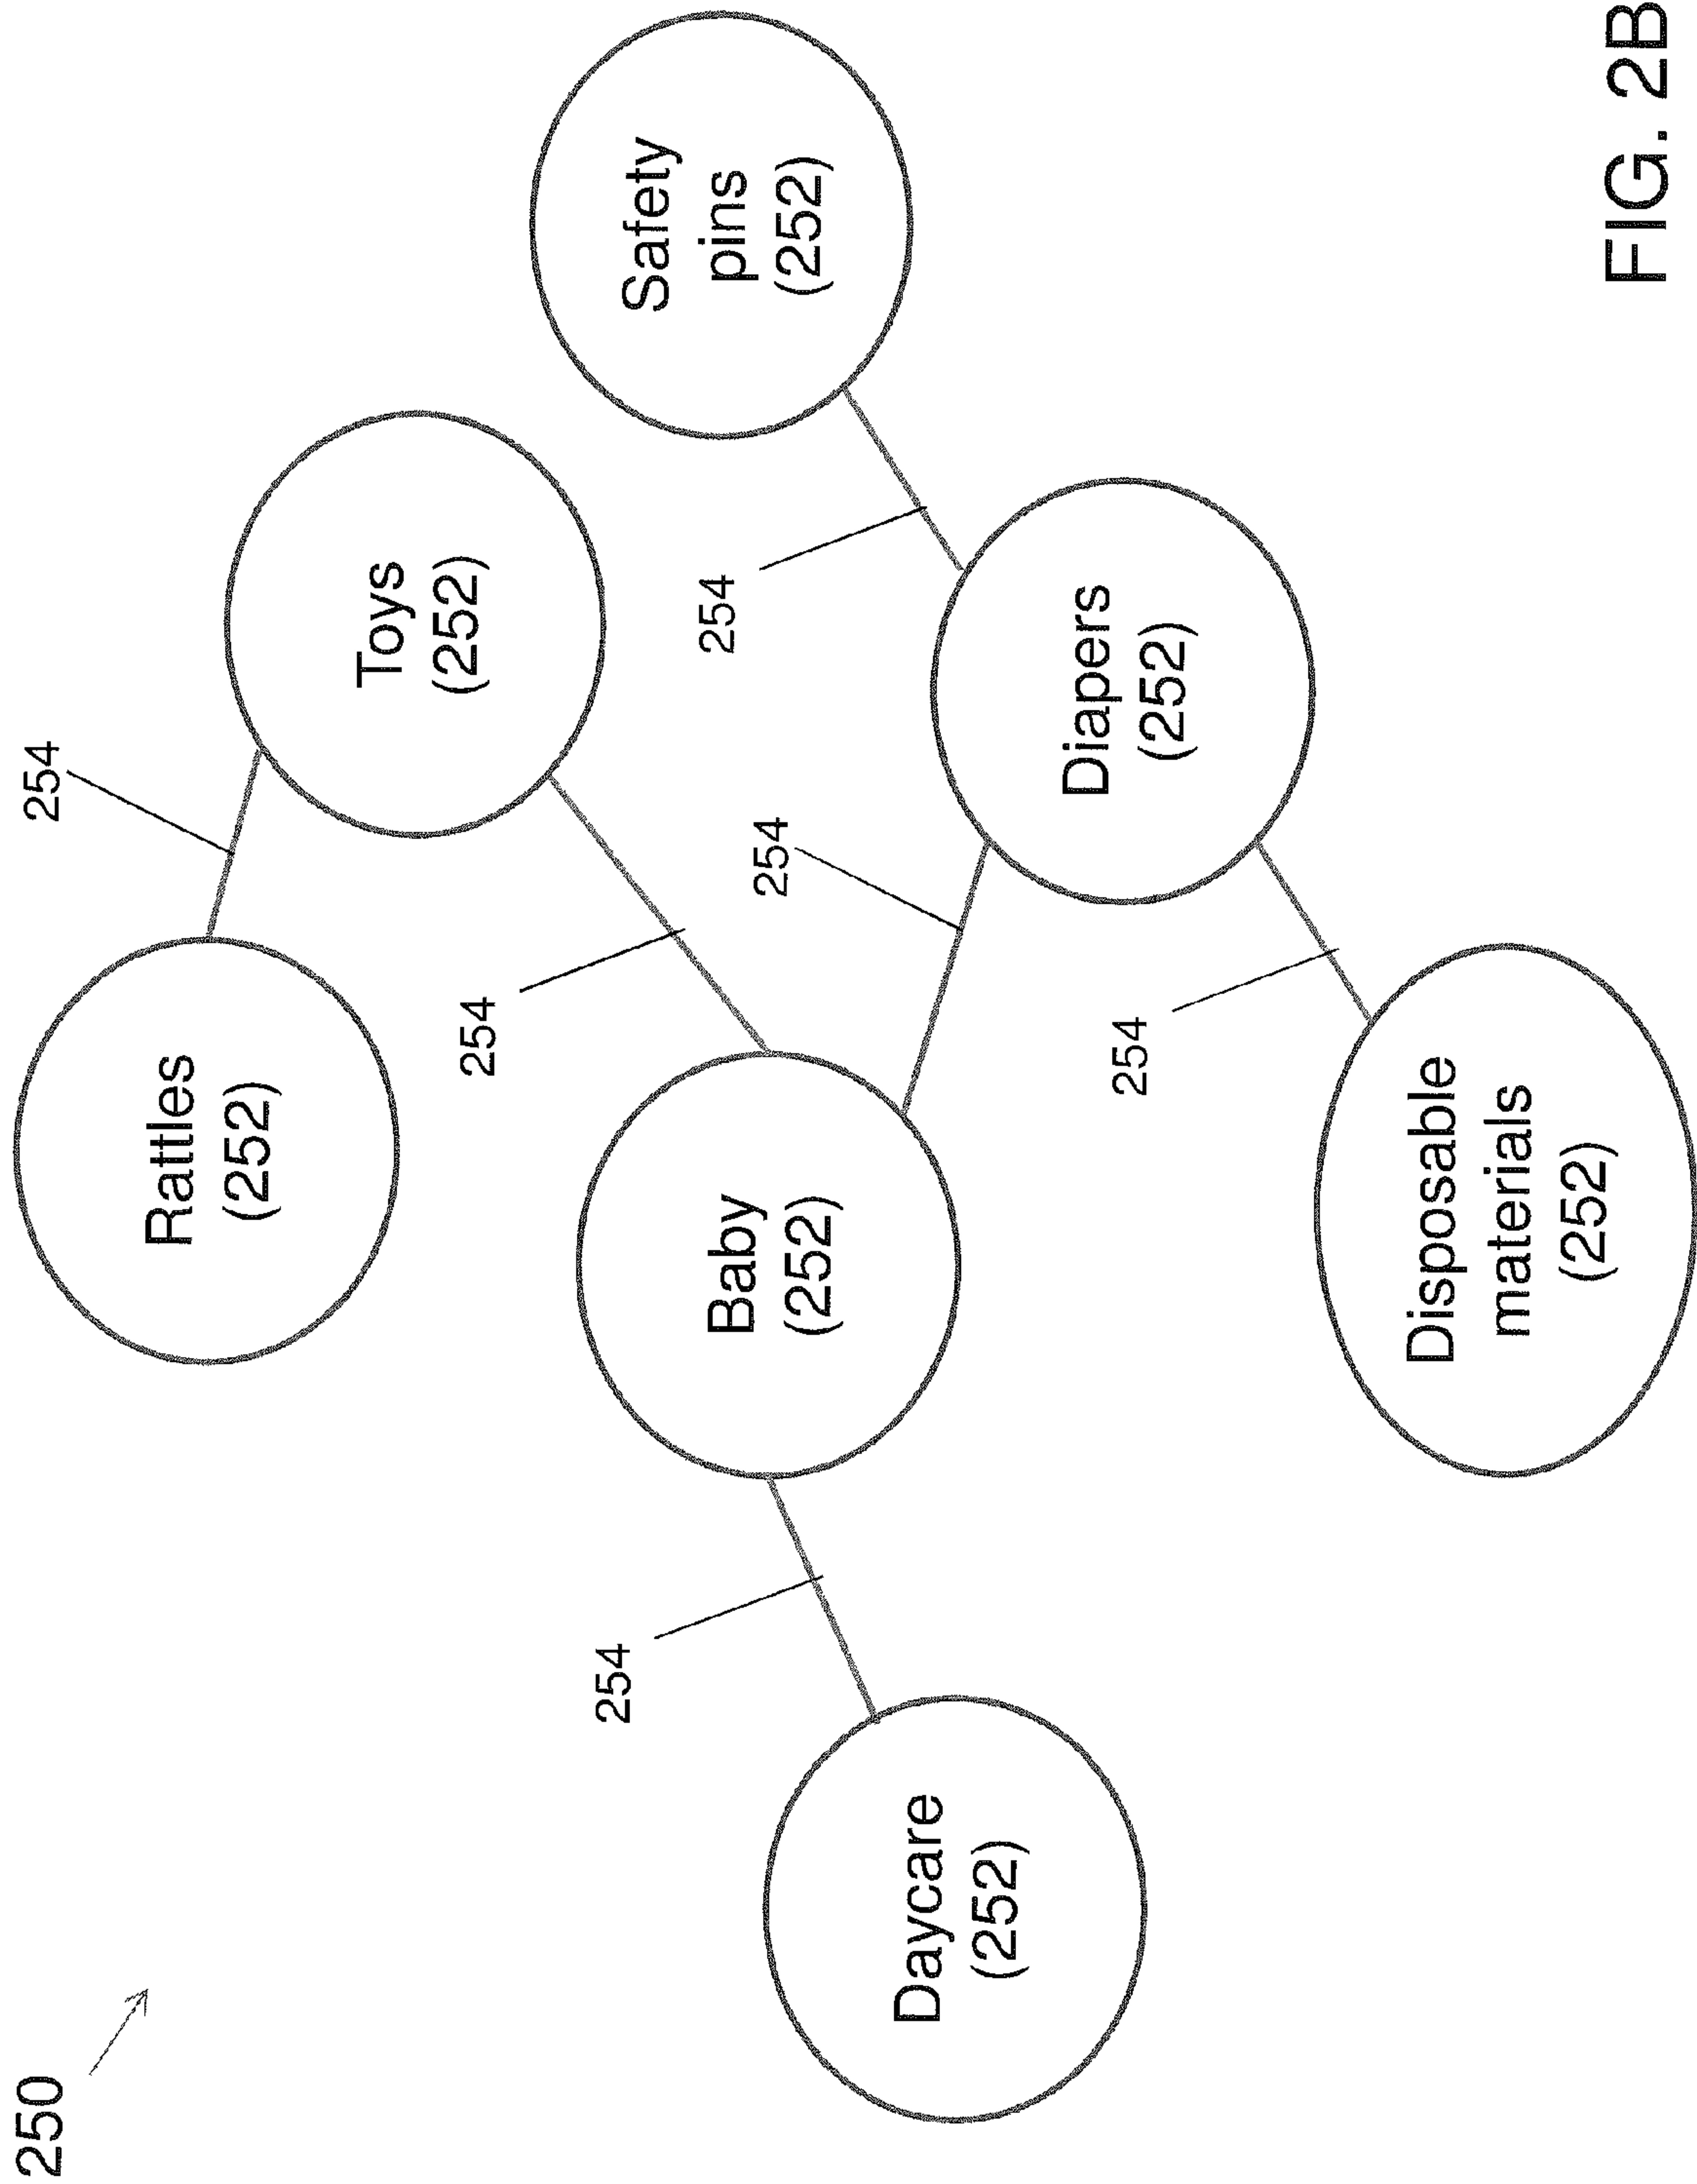 250
254
Rattles
(252)
Toys
(252)
254
254
254
Safety
pins
(252)
Baby
(252)
254
Daycare
(252)
Diapers
(252)
254
Disposable
materials
(252)
FIG. 2B